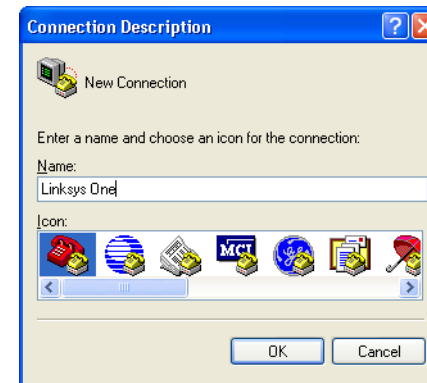 Connection Description
New Connection
Enter a name and choose an icon for the connection:
Name:
Linksys One
Icon:
MCI
OK Cancel